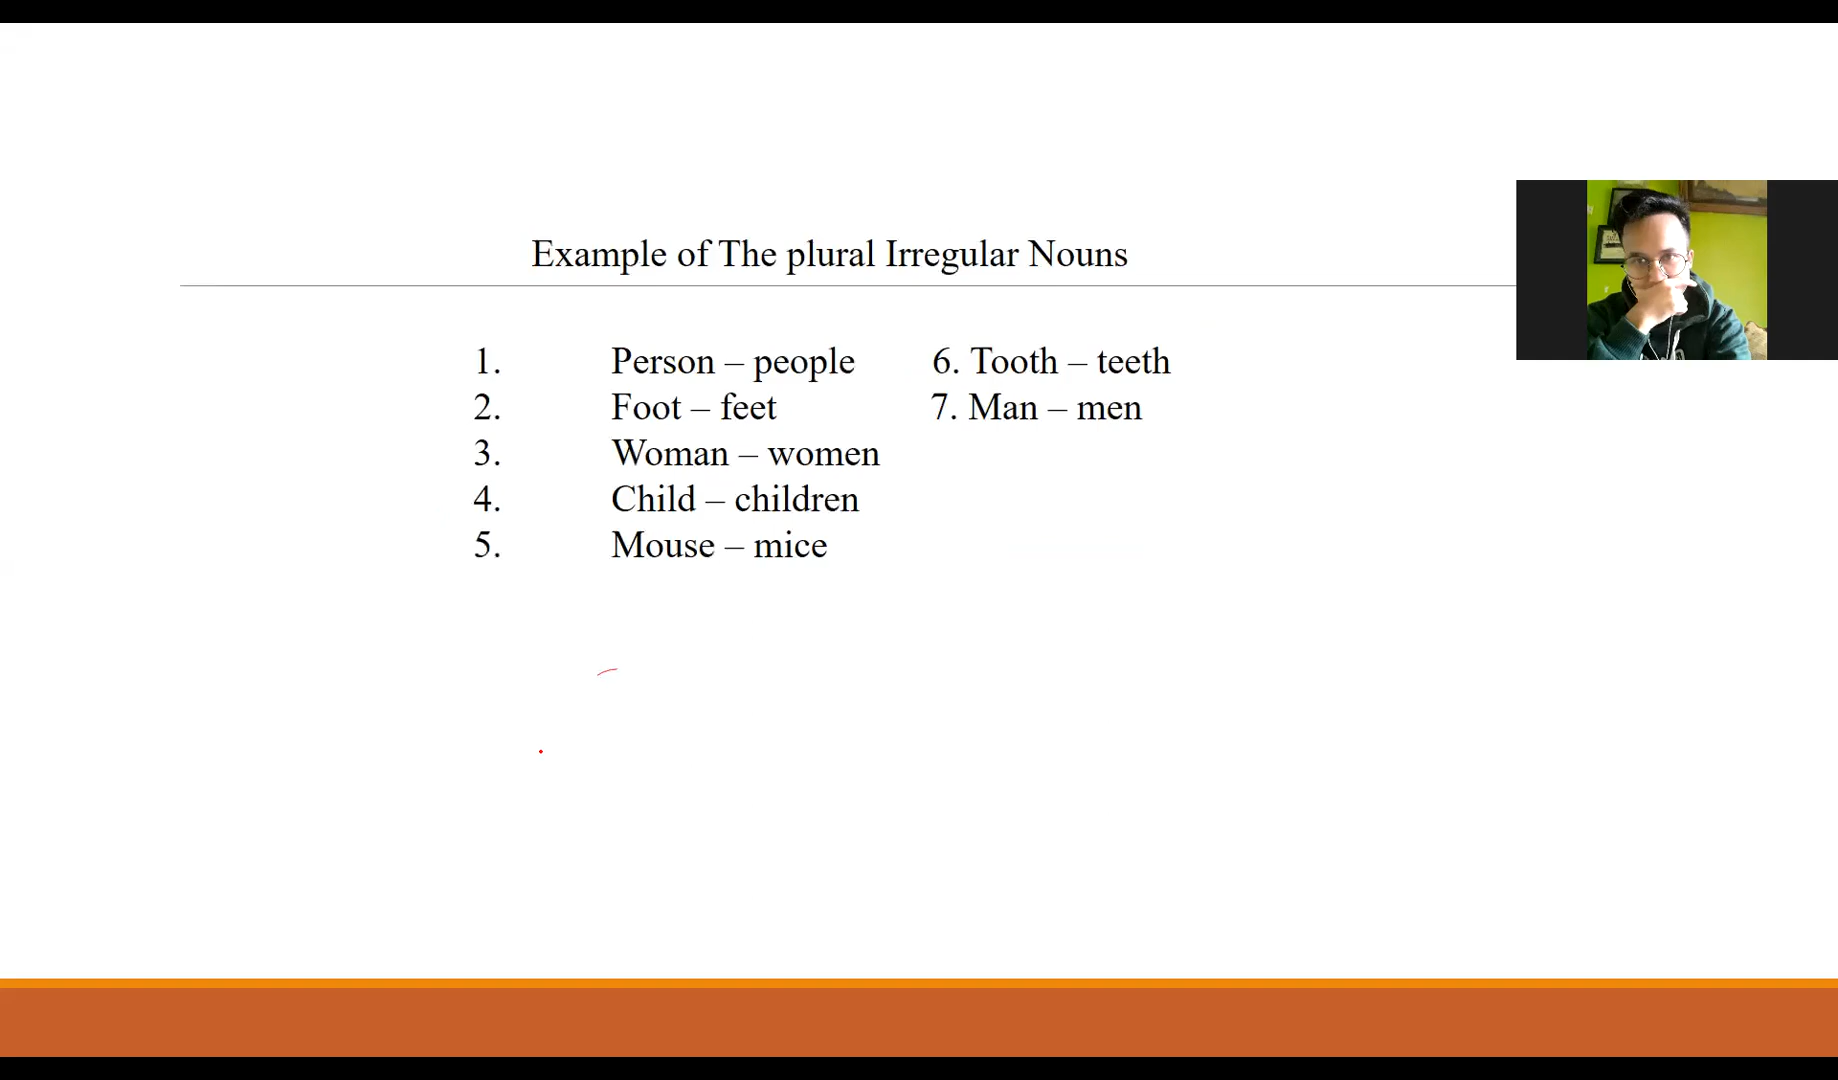 Example of The plural Irregular Nouns
1. Person – people
2. Foot – feet
3. Woman – women
4. Child – children
5. Mouse – mice
6. Tooth – teeth
7. Man – men